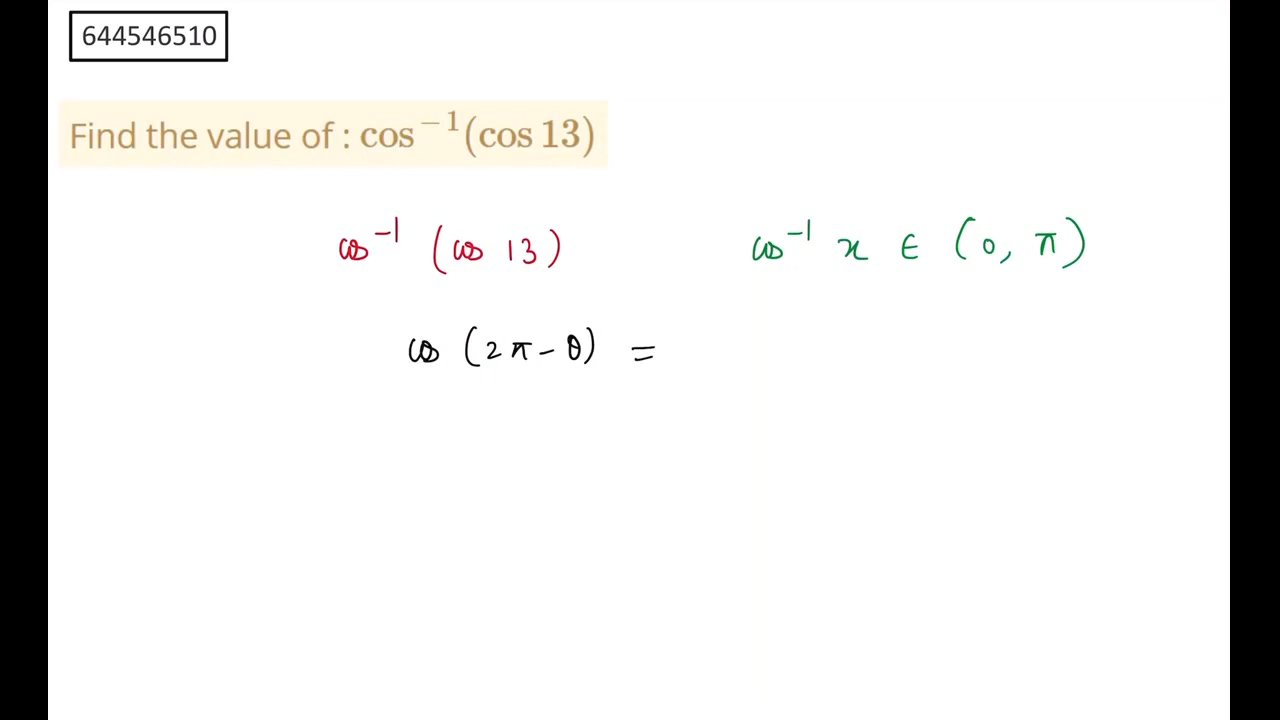 644546510
Find the value of : cos⁻¹(cos 13)
cos⁻¹ (cos 13) cos⁻¹ x ∈ (0, π)
cos (2π - θ) =